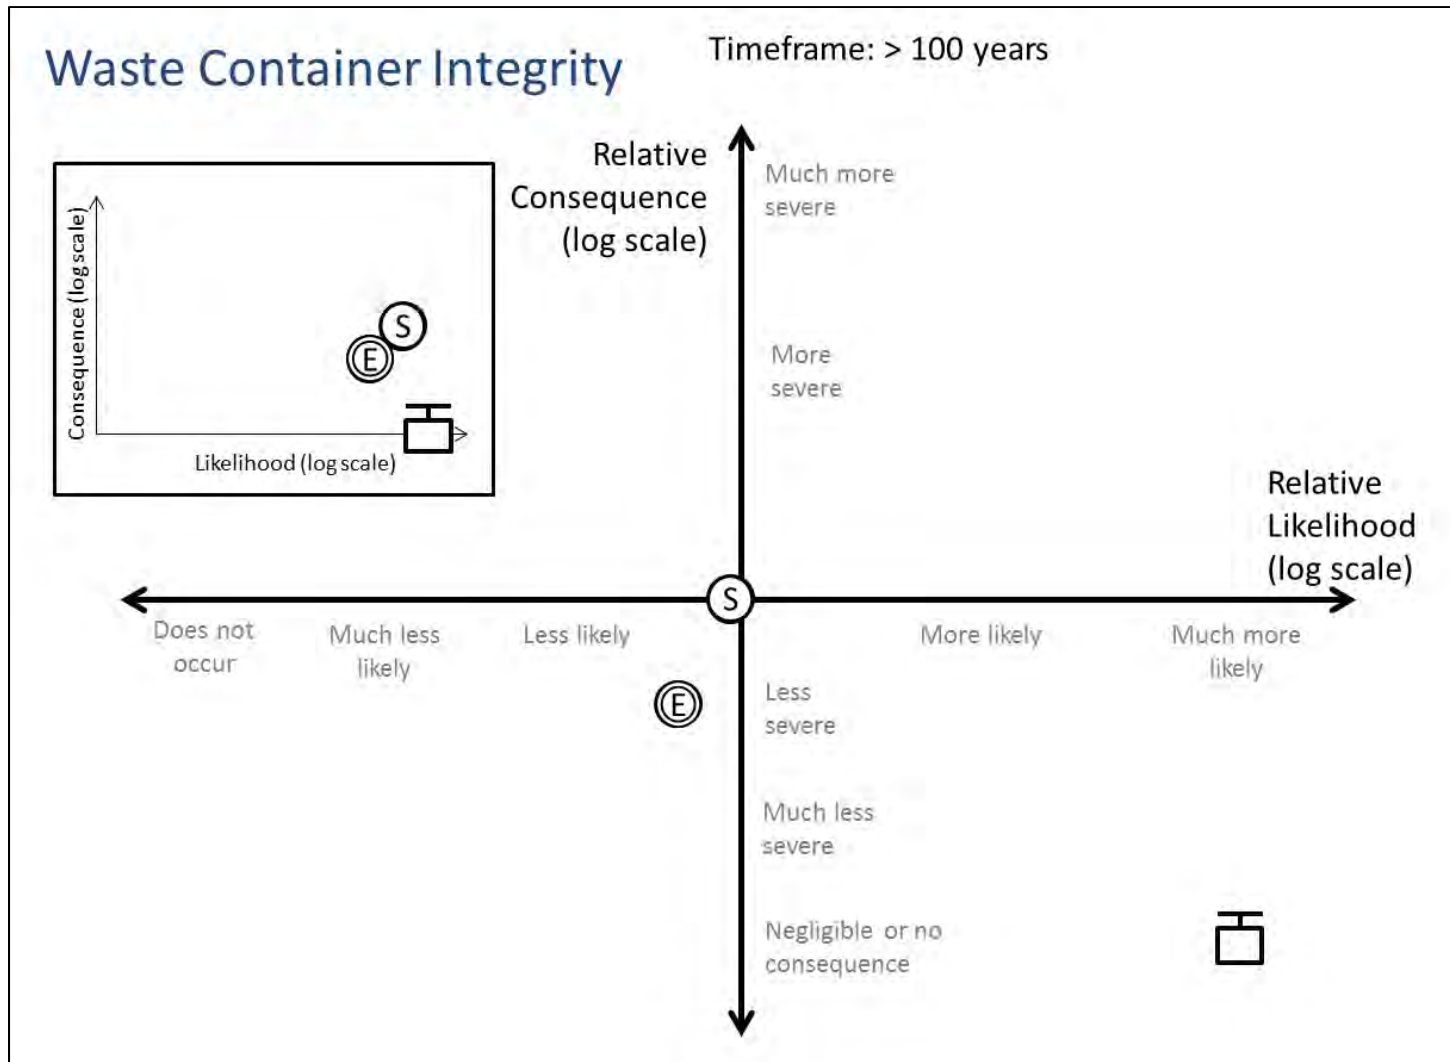 Waste Container Integrity
Timeframe: > 100 years
Consequence (log scale)
S
E
Likelihood (log scale)
Relative
Consequence
(log scale)
Much more
severe
More
severe
Relative
Likelihood
(log scale)
S
Does not
occur
Much less
likely
Less likely
More likely
Much more
likely
E
Less
severe
Much less
severe
Negligible or no
consequence